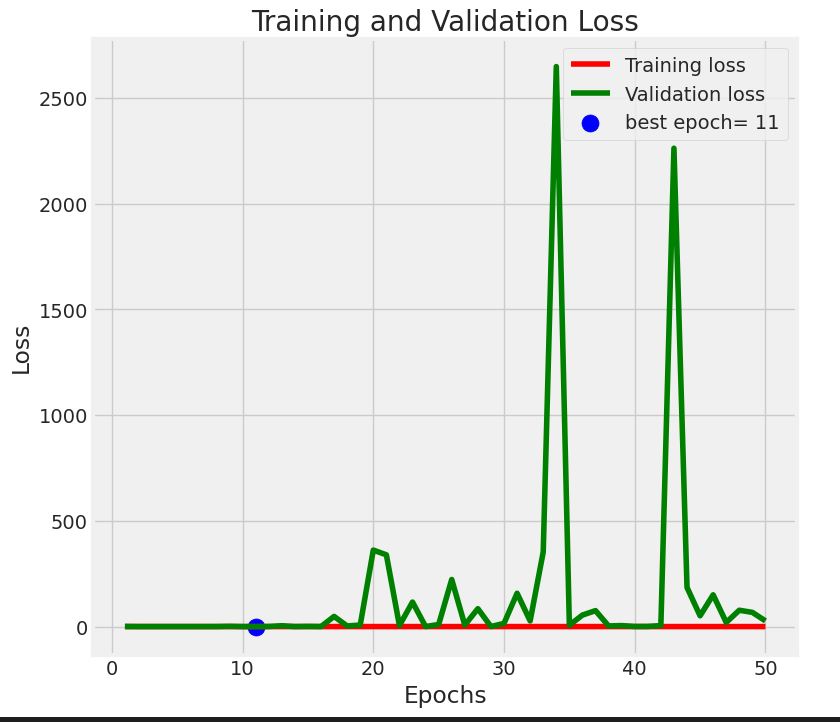 Training and Validation Loss
Training loss
Validation loss
best epoch= 11
2500
2000
1500
1000
500
0
Loss
0 10 20 30 40 50
Epochs